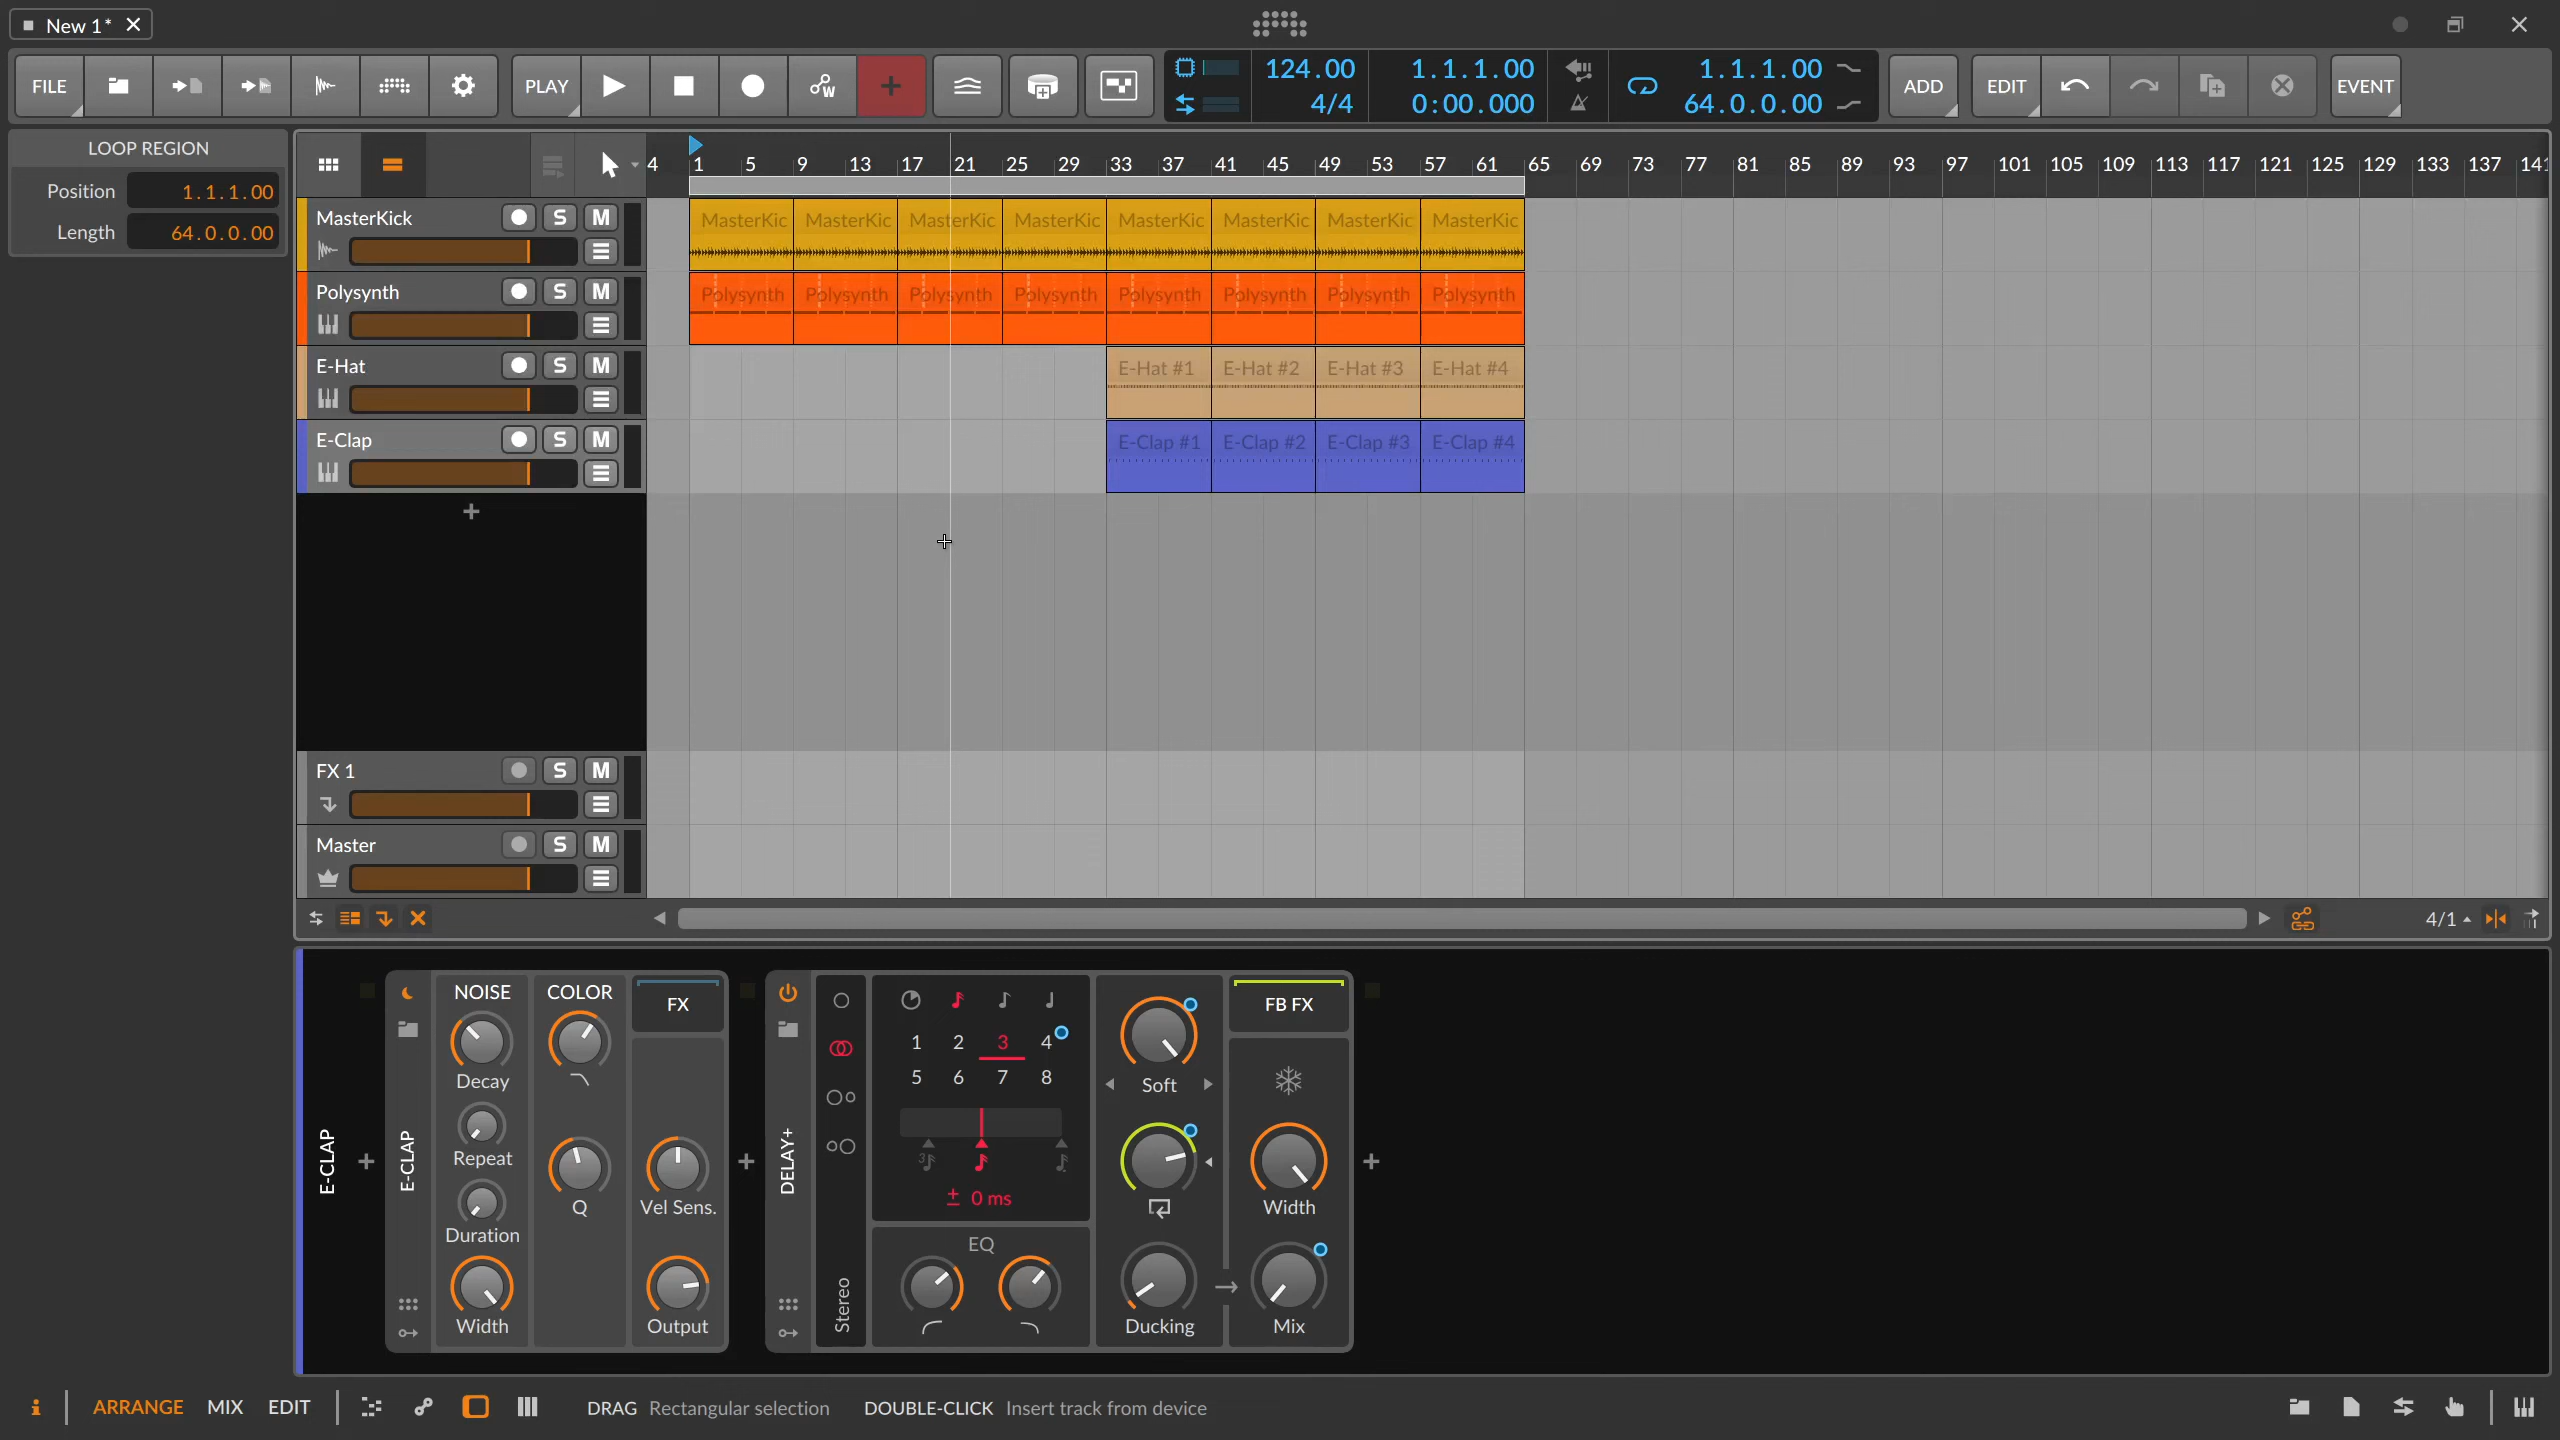 New 1*
FILE
PLAY
124.00
4/4
1.1.1.00
0:00.000
1.1.1.00
64.0.0.00
ADD
EDIT
EVENT
LOOP REGION
Position 1.1.1.00
Length 64.0.0.00
4 1 5 9 13 17 21 25 29 33 37 41 45 49 53 57 61 65 69 73 77 81 85 89 93 97 101 105 109 113 117 121 125 129 133 137 141
MasterKick S M
MasterKic MasterKic MasterKic MasterKic MasterKic MasterKic MasterKic MasterKic
Polysynth S M
Polysynth Polysynth Polysynth Polysynth Polysynth Polysynth Polysynth Polysynth
E-Hat S M
E-Hat #1 E-Hat #2 E-Hat #3 E-Hat #4
E-Clap S M
E-Clap #1 E-Clap #2 E-Clap #3 E-Clap #4
FX 1 S M
Master S M
4/1
E-CLAP
E-CLAP
NOISE
Decay
Repeat
Duration
Width
COLOR
Q
FX
Vel Sens.
Output
DELAY+
Stereo
1 2 3 4
5 6 7 8
3
± 0 ms
EQ
Soft
Ducking
FB FX
Width
Mix
i ARRANGE MIX EDIT
DRAG Rectangular selection DOUBLE-CLICK Insert track from device